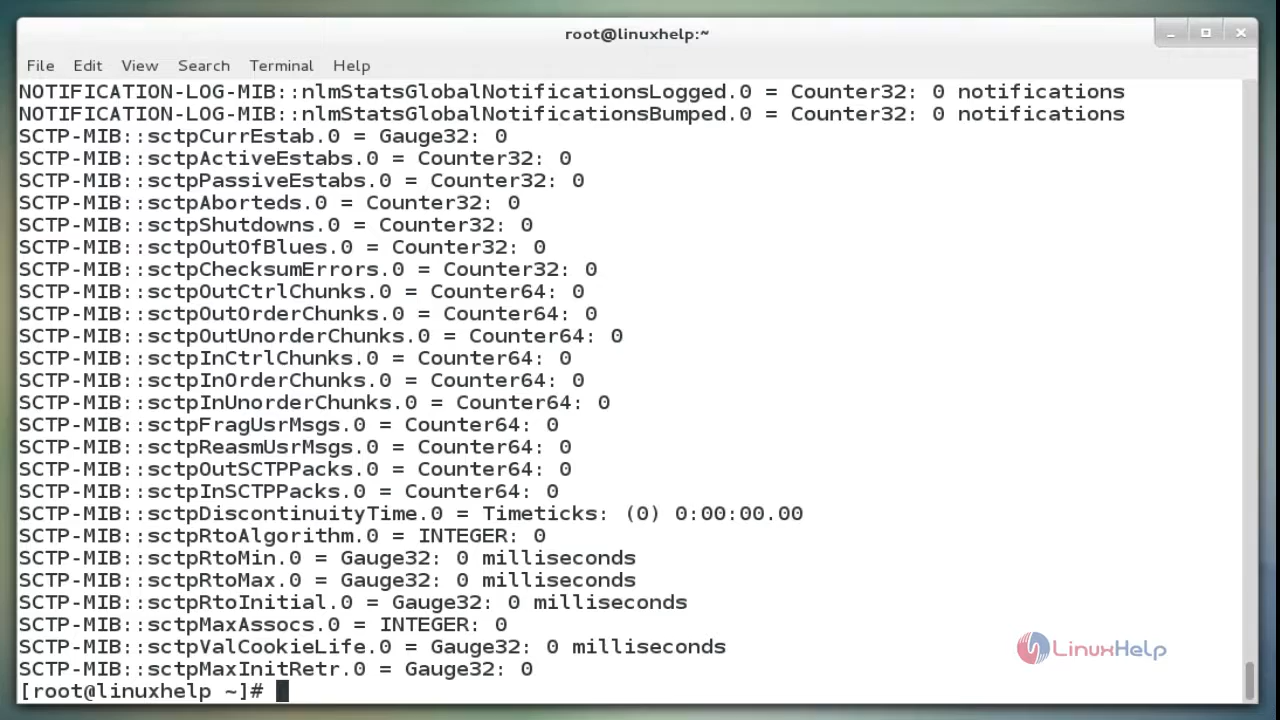 root@linuxhelp:~
File Edit View Search Terminal Help
NOTIFICATION-LOG-MIB::nlmStatsGlobalNotificationsLogged.0 = Counter32: 0 notifications
NOTIFICATION-LOG-MIB::nlmStatsGlobalNotificationsBumped.0 = Counter32: 0 notifications
SCTP-MIB::sctpCurrEstab.0 = Gauge32: 0
SCTP-MIB::sctpActiveEstabs.0 = Counter32: 0
SCTP-MIB::sctpPassiveEstabs.0 = Counter32: 0
SCTP-MIB::sctpAborteds.0 = Counter32: 0
SCTP-MIB::sctpShutdowns.0 = Counter32: 0
SCTP-MIB::sctpOutOfBlues.0 = Counter32: 0
SCTP-MIB::sctpChecksumErrors.0 = Counter32: 0
SCTP-MIB::sctpOutCtrlChunks.0 = Counter64: 0
SCTP-MIB::sctpOutOrderChunks.0 = Counter64: 0
SCTP-MIB::sctpOutUnorderChunks.0 = Counter64: 0
SCTP-MIB::sctpInCtrlChunks.0 = Counter64: 0
SCTP-MIB::sctpInOrderChunks.0 = Counter64: 0
SCTP-MIB::sctpInUnorderChunks.0 = Counter64: 0
SCTP-MIB::sctpFragUsrMsgs.0 = Counter64: 0
SCTP-MIB::sctpReasmUsrMsgs.0 = Counter64: 0
SCTP-MIB::sctpOutSCTPPacks.0 = Counter64: 0
SCTP-MIB::sctpInSCTPPacks.0 = Counter64: 0
SCTP-MIB::sctpDiscontinuityTime.0 = Timeticks: (0) 0:00:00.00
SCTP-MIB::sctpRtoAlgorithm.0 = INTEGER: 0
SCTP-MIB::sctpRtoMin.0 = Gauge32: 0 milliseconds
SCTP-MIB::sctpRtoMax.0 = Gauge32: 0 milliseconds
SCTP-MIB::sctpRtoInitial.0 = Gauge32: 0 milliseconds
SCTP-MIB::sctpMaxAssocs.0 = INTEGER: 0
SCTP-MIB::sctpValCookieLife.0 = Gauge32: 0 milliseconds
SCTP-MIB::sctpMaxInitRetr.0 = Gauge32: 0
[root@linuxhelp ~]#
LinuxHelp